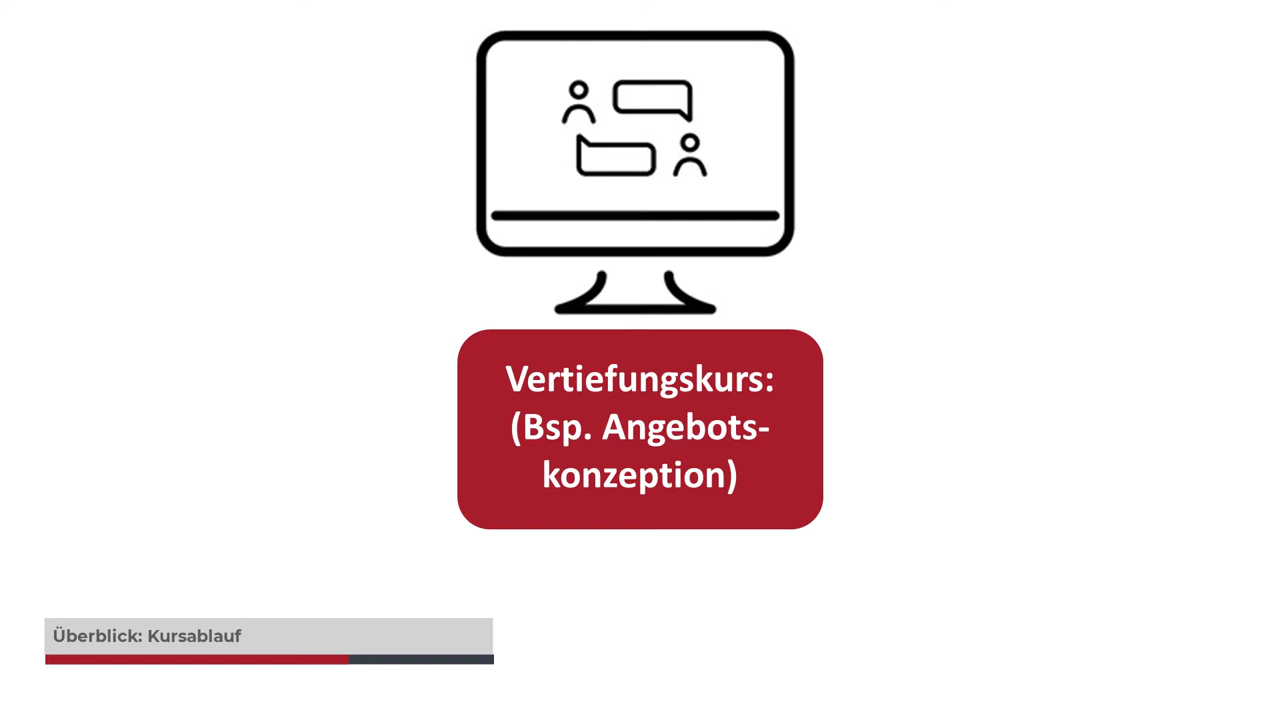 Vertiefungskurs:
(Bsp. Angebots-
konzeption)
Überblick: Kursablauf